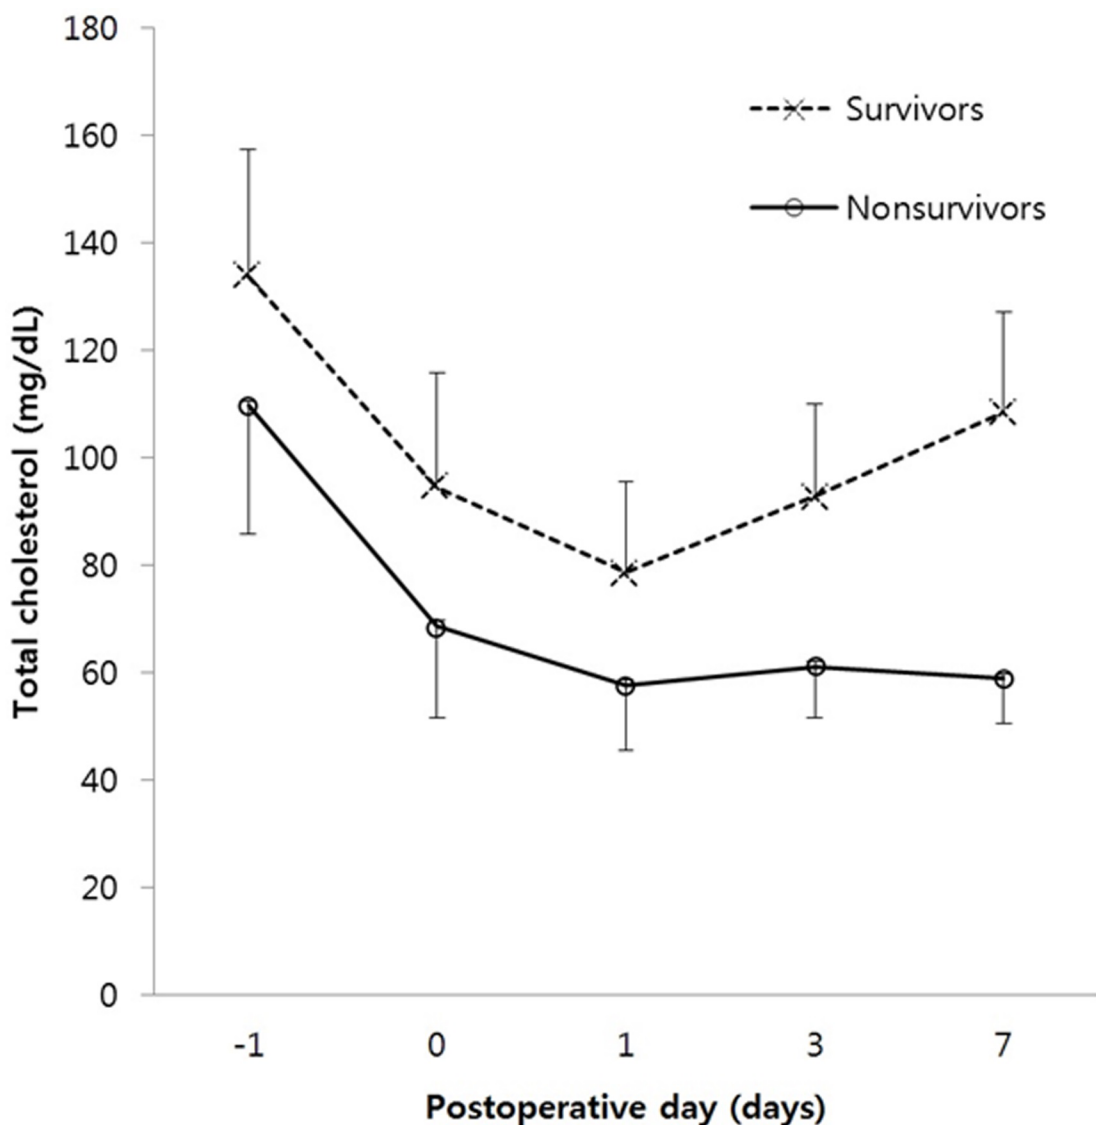 180
160
140
120
100
80
60
40
20
0
Total cholesterol (mg/dL)
Survivors
Nonsurvivors
-1 0 1 3 7
Postoperative day (days)